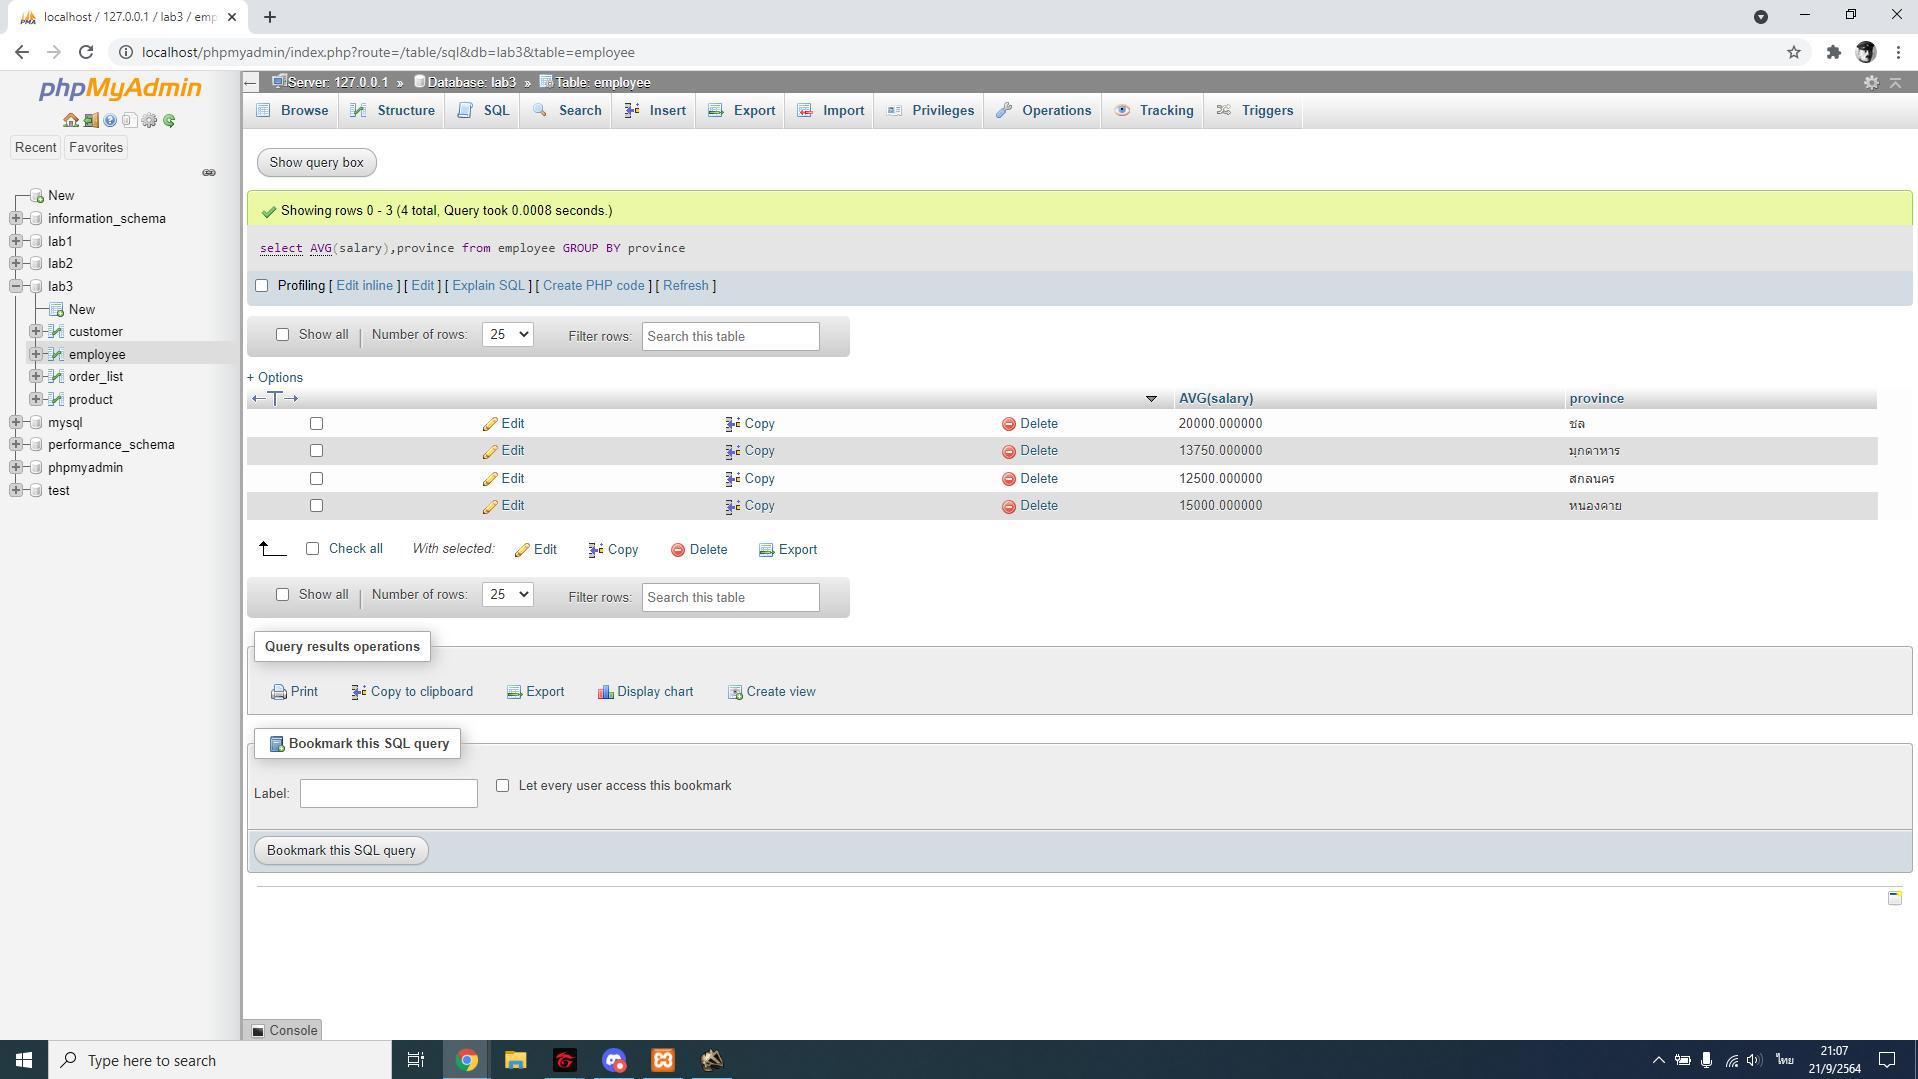 localhost / 127.0.0.1 / lab3 / emp
localhost/phpmyadmin/index.php?route=/table/sql&db=lab3&table=employee
phpMyAdmin
Recent Favorites
New
information_schema
lab1
lab2
lab3
New
customer
employee
order_list
product
mysql
performance_schema
phpmyadmin
test
Server: 127.0.0.1 » Database: lab3 » Table: employee
Browse Structure SQL Search Insert Export Import Privileges Operations Tracking Triggers
Show query box
Showing rows 0 - 3 (4 total, Query took 0.0008 seconds.)
select AVG(salary),province from employee GROUP BY province
Profiling [ Edit inline ] [ Edit ] [ Explain SQL ] [ Create PHP code ] [ Refresh ]
Show all | Number of rows: 25 Filter rows: Search this table
+ Options
←T→ AVG(salary) province
Edit Copy Delete 20000.000000 ชล
Edit Copy Delete 13750.000000 มุกดาหาร
Edit Copy Delete 12500.000000 สกลนคร
Edit Copy Delete 15000.000000 หนองคาย
Check all With selected: Edit Copy Delete Export
Show all | Number of rows: 25 Filter rows: Search this table
Query results operations
Print Copy to clipboard Export Display chart Create view
Bookmark this SQL query
Label: Let every user access this bookmark
Bookmark this SQL query
Console
Type here to search
ไทย
21:07
21/9/2564